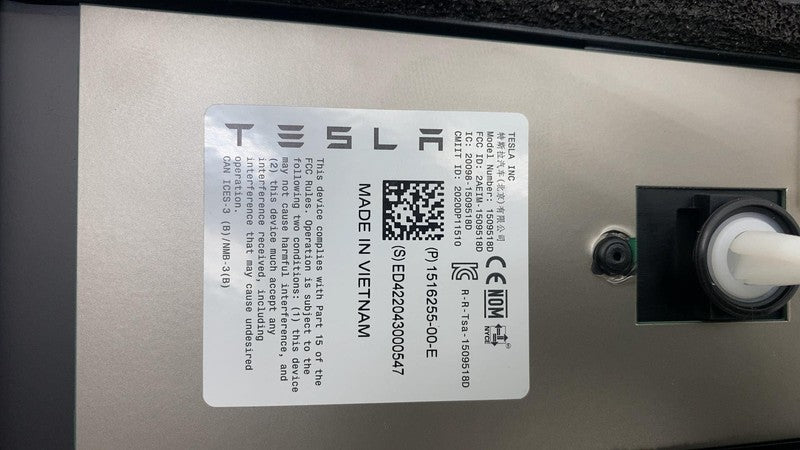 TESLA
TESLA INC
特斯拉汽车(北京)有限公司
Model Number: 1509518D
FCC ID: 2AEIM-1509518D
IC: 20098-1509518D
CMIIT ID: 2020DP11510
CE NOM
NYCE
R-R-Tsa-1509518D
(P) 1516255-00-E
(S) ED422043000547
MADE IN VIETNAM
This device complies with Part 15 of the
FCC Rules. Operation is subject to the
following two conditions: (1) this device
may not cause harmful interference, and
(2) this device much accept any
interference received, including
interference that may cause undesired
operation.
CAN ICES-3 (B)/NMB-3(B)